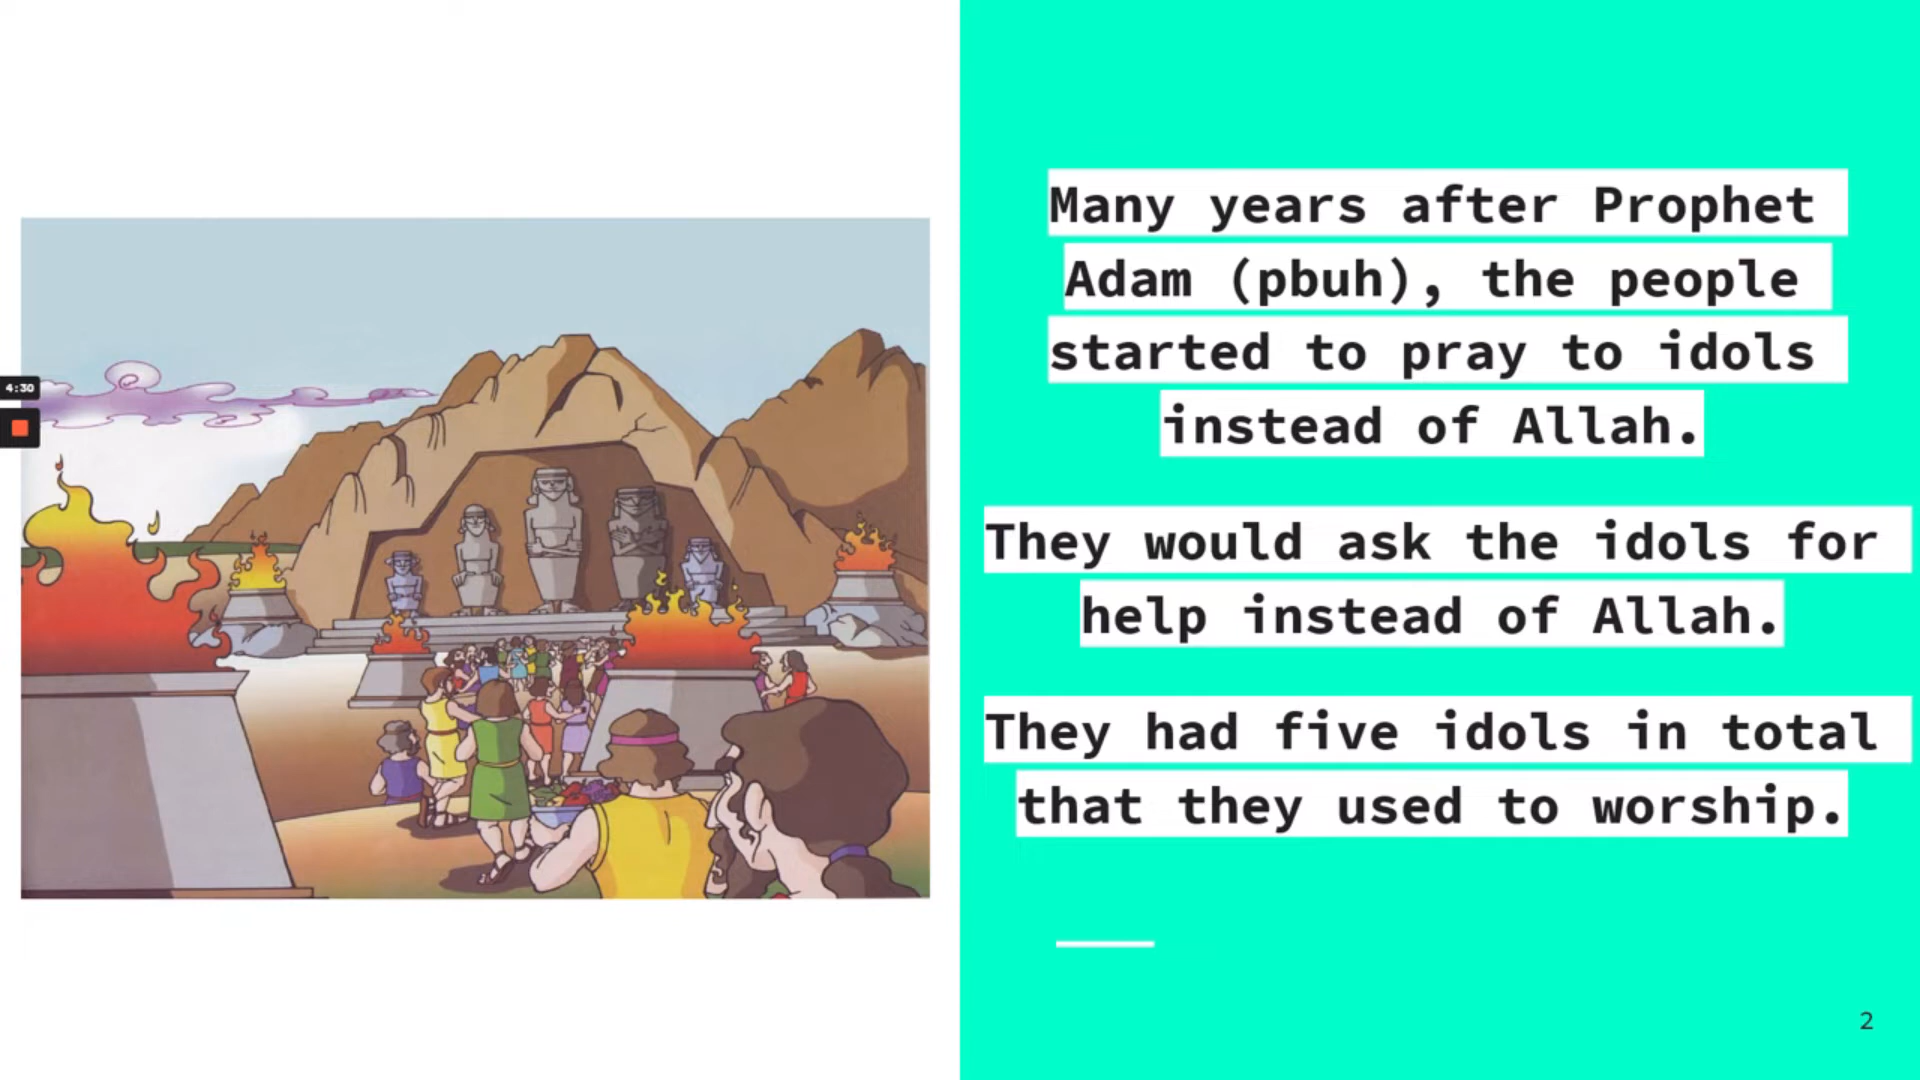 4:30
Many years after Prophet
Adam (pbuh), the people
started to pray to idols
instead of Allah.
They would ask the idols for
help instead of Allah.
They had five idols in total
that they used to worship.
2